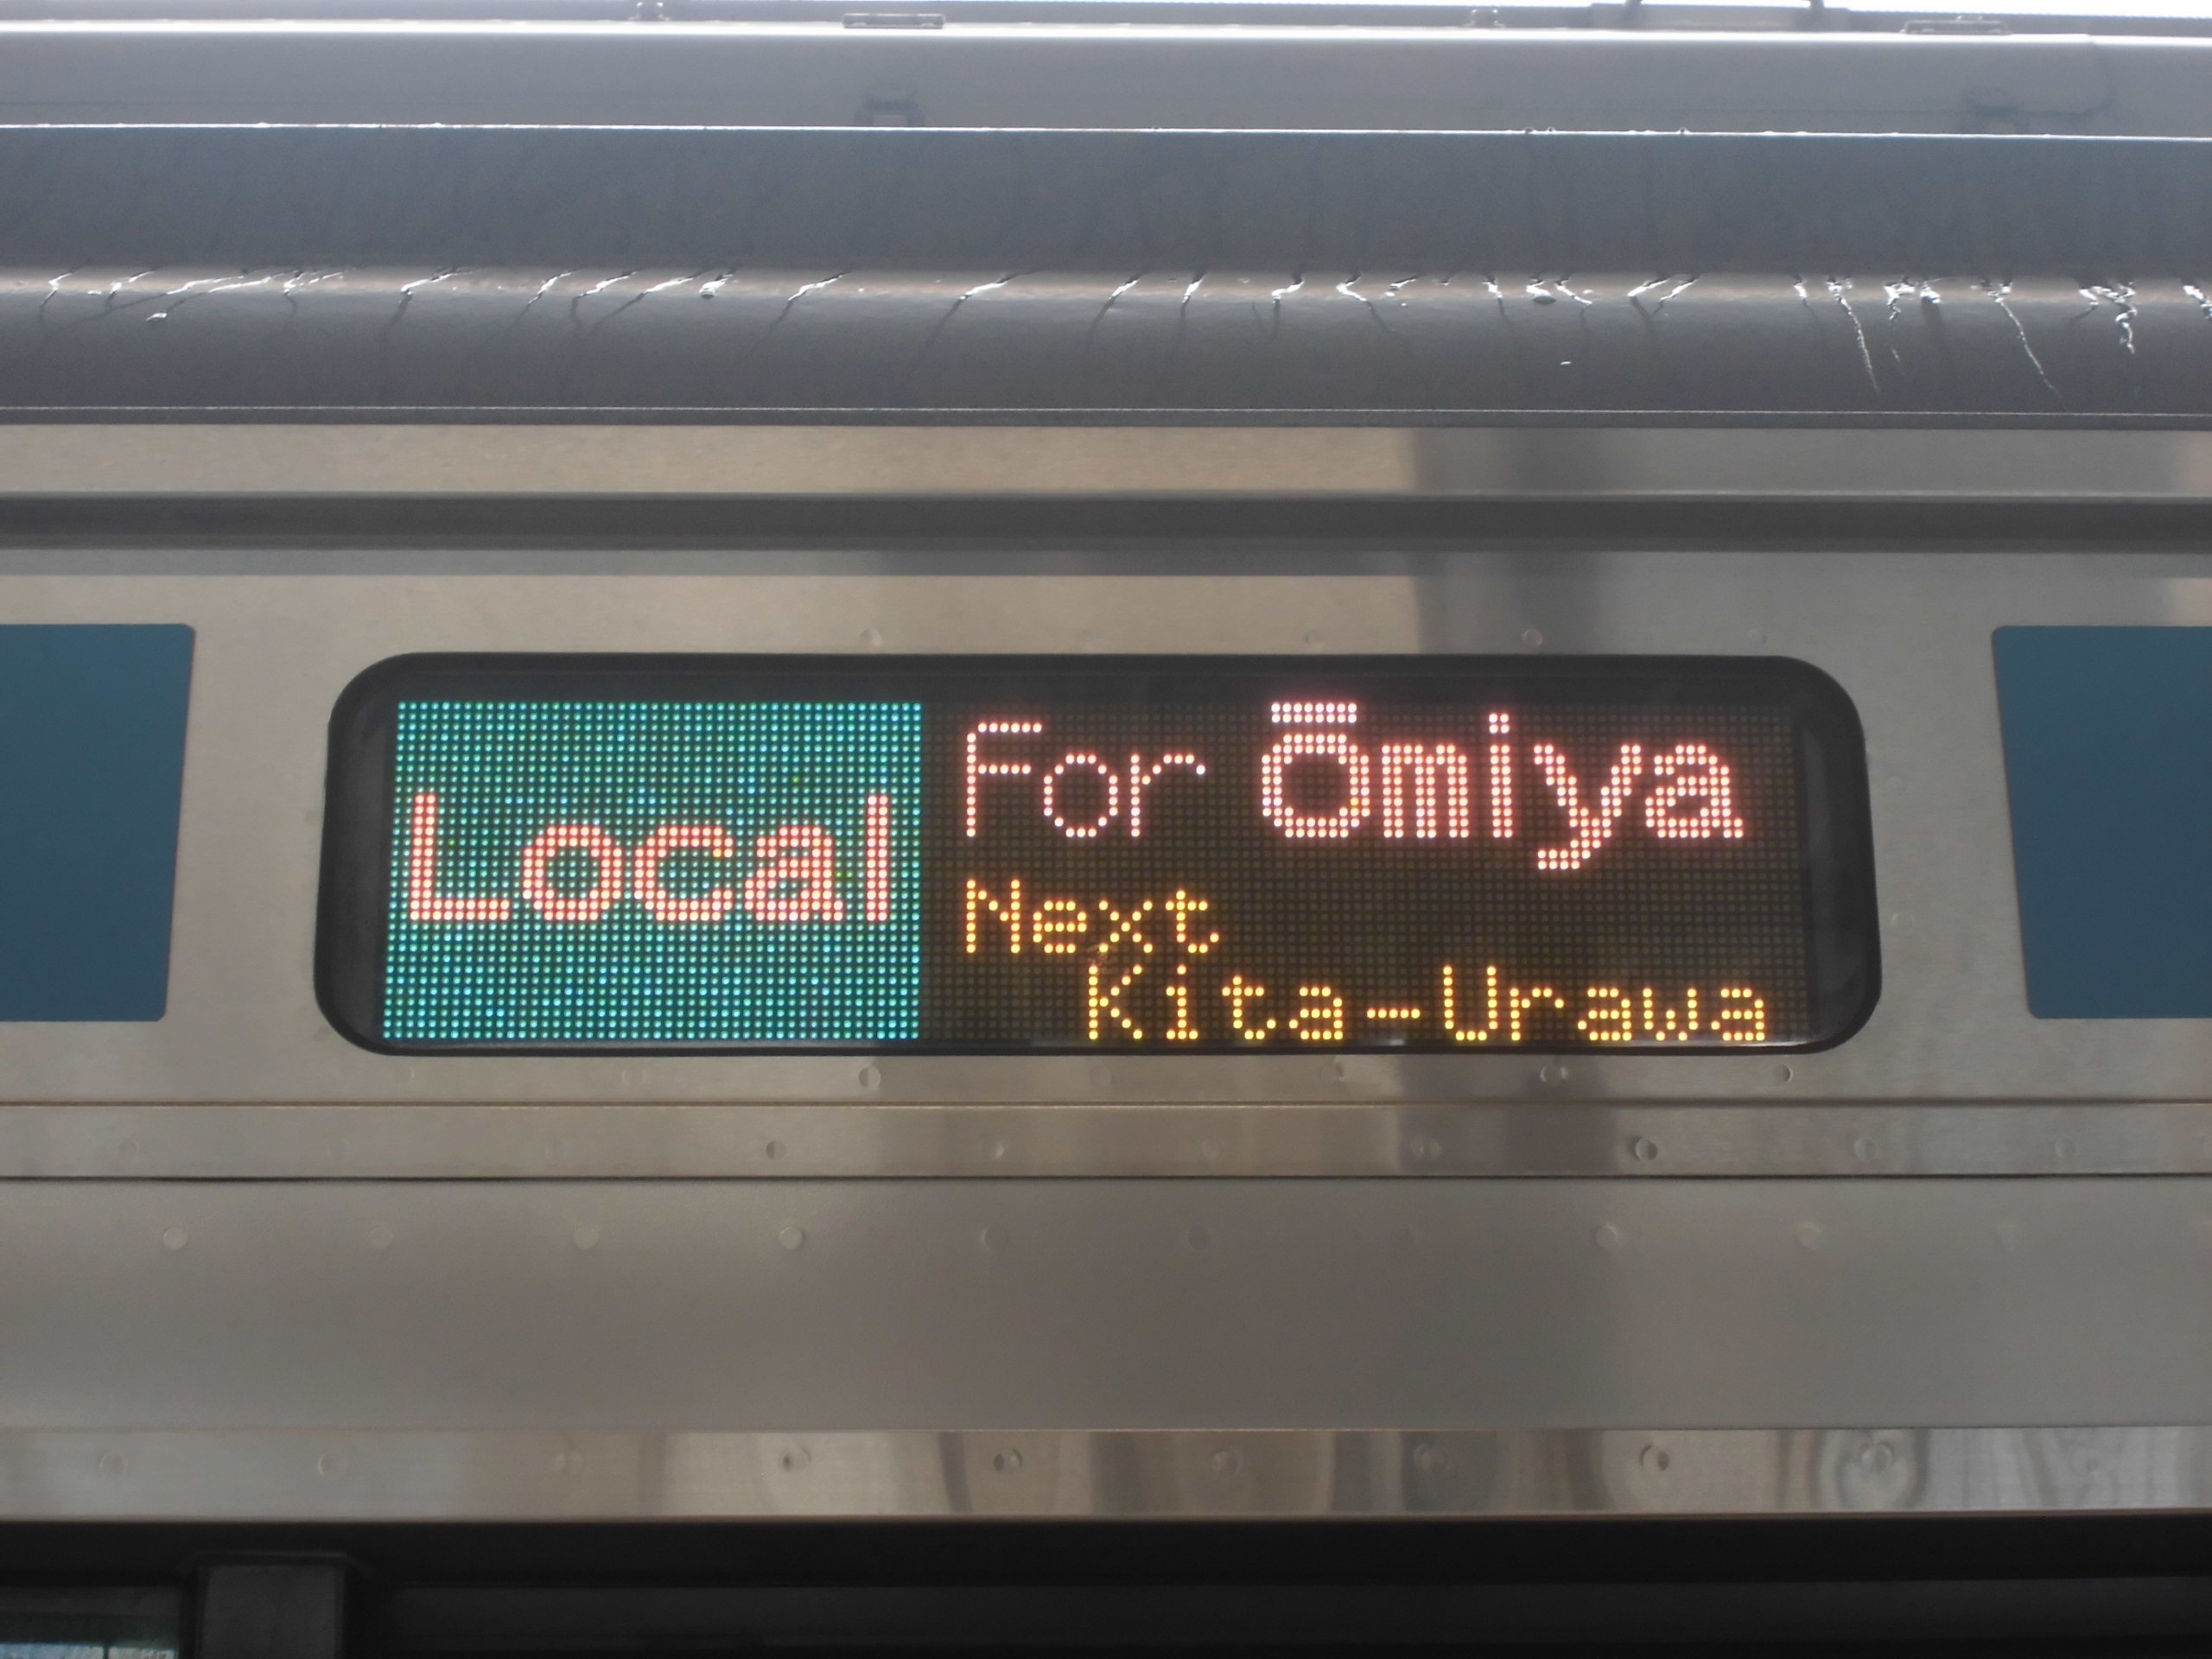 Local
For Ōmiya
Next
Kita-Urawa